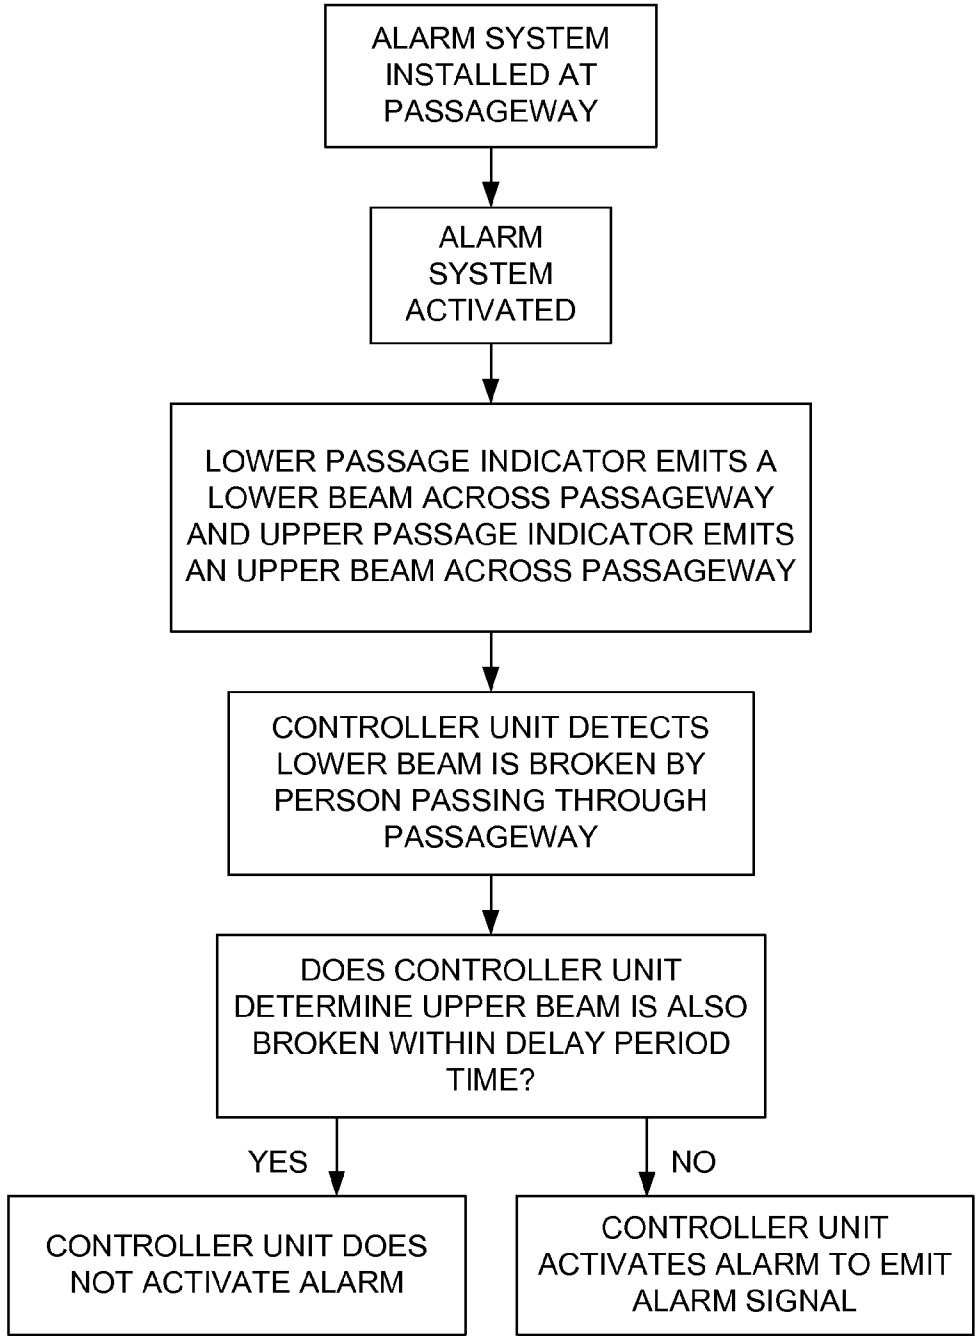 ALARM SYSTEM
INSTALLED AT
PASSAGEWAY
ALARM
SYSTEM
ACTIVATED
LOWER PASSAGE INDICATOR EMITS A
LOWER BEAM ACROSS PASSAGEWAY
AND UPPER PASSAGE INDICATOR EMITS
AN UPPER BEAM ACROSS PASSAGEWAY
CONTROLLER UNIT DETECTS
LOWER BEAM IS BROKEN BY
PERSON PASSING THROUGH
PASSAGEWAY
DOES CONTROLLER UNIT
DETERMINE UPPER BEAM IS ALSO
BROKEN WITHIN DELAY PERIOD
TIME?
YES
NO
CONTROLLER UNIT DOES
NOT ACTIVATE ALARM
CONTROLLER UNIT
ACTIVATES ALARM TO EMIT
ALARM SIGNAL